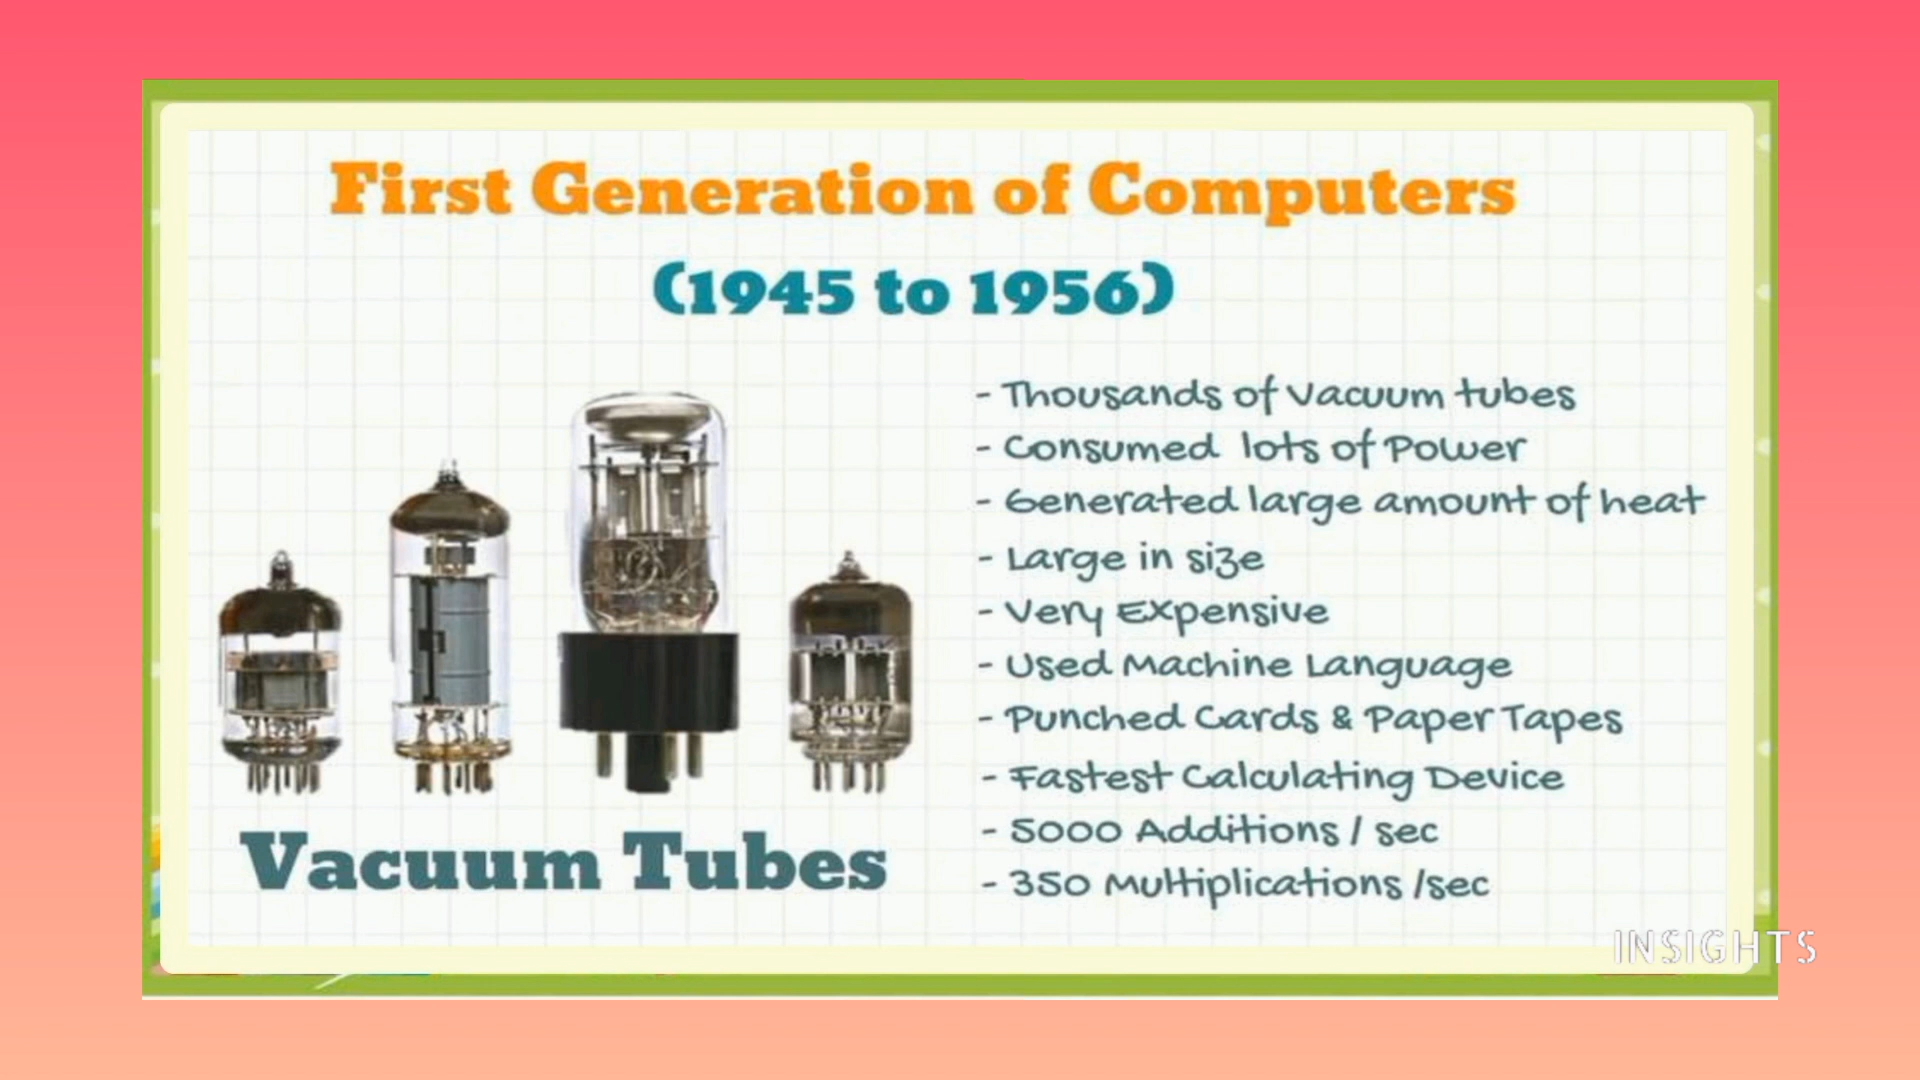 First Generation of Computers
(1945 to 1956)
- Thousands of Vacuum tubes
- Consumed lots of Power
- Generated large amount of heat
- Large in size
- Very Expensive
- Used Machine Language
- Punched Cards & Paper Tapes
- Fastest Calculating Device
- 5000 Additions / sec
- 350 Multiplications /sec
Vacuum Tubes
INSIGHTS